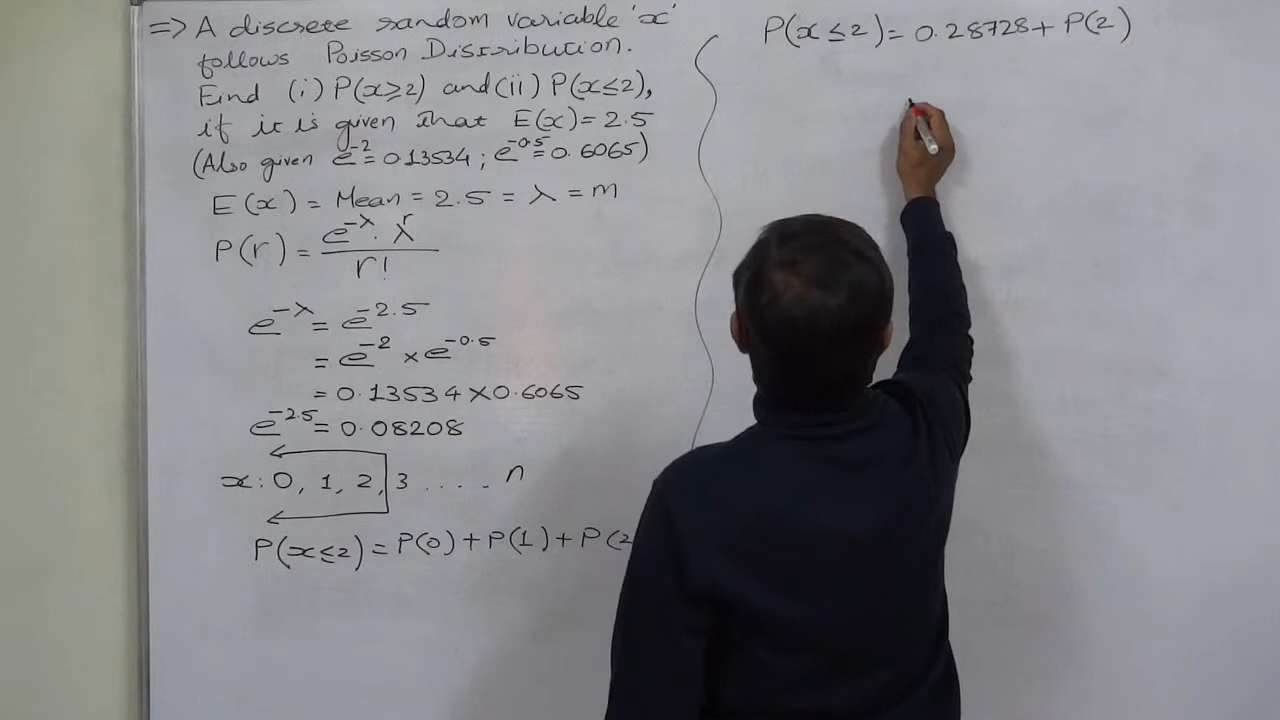 => A discrete random variable 'x'
follows Poisson Distribution.
Find (i) P(x≥2) and (ii) P(x≤2),
if it is given that E(x) = 2.5
(Also given e^-2 = 0.13534 ; e^-0.5 = 0.6065)
E(x) = Mean = 2.5 = λ = m
P(r) = e^-λ . λ^r / r!
e^-λ = e^-2.5
= e^-2 × e^-0.5
= 0.13534 × 0.6065
e^-2.5 = 0.08208
x : 0, 1, 2, 3 ..... n
P(x≤2) = P(0) + P(1) + P(2
P(x≤2) = 0.28728 + P(2)